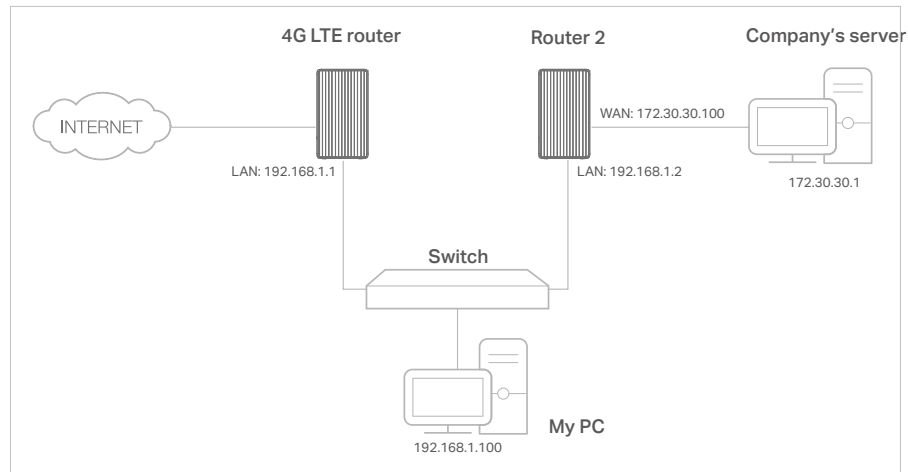 4G LTE router
Router 2
Company's server
INTERNET
WAN: 172.30.30.100
LAN: 192.168.1.1
LAN: 192.168.1.2
172.30.30.1
Switch
My PC
192.168.1.100